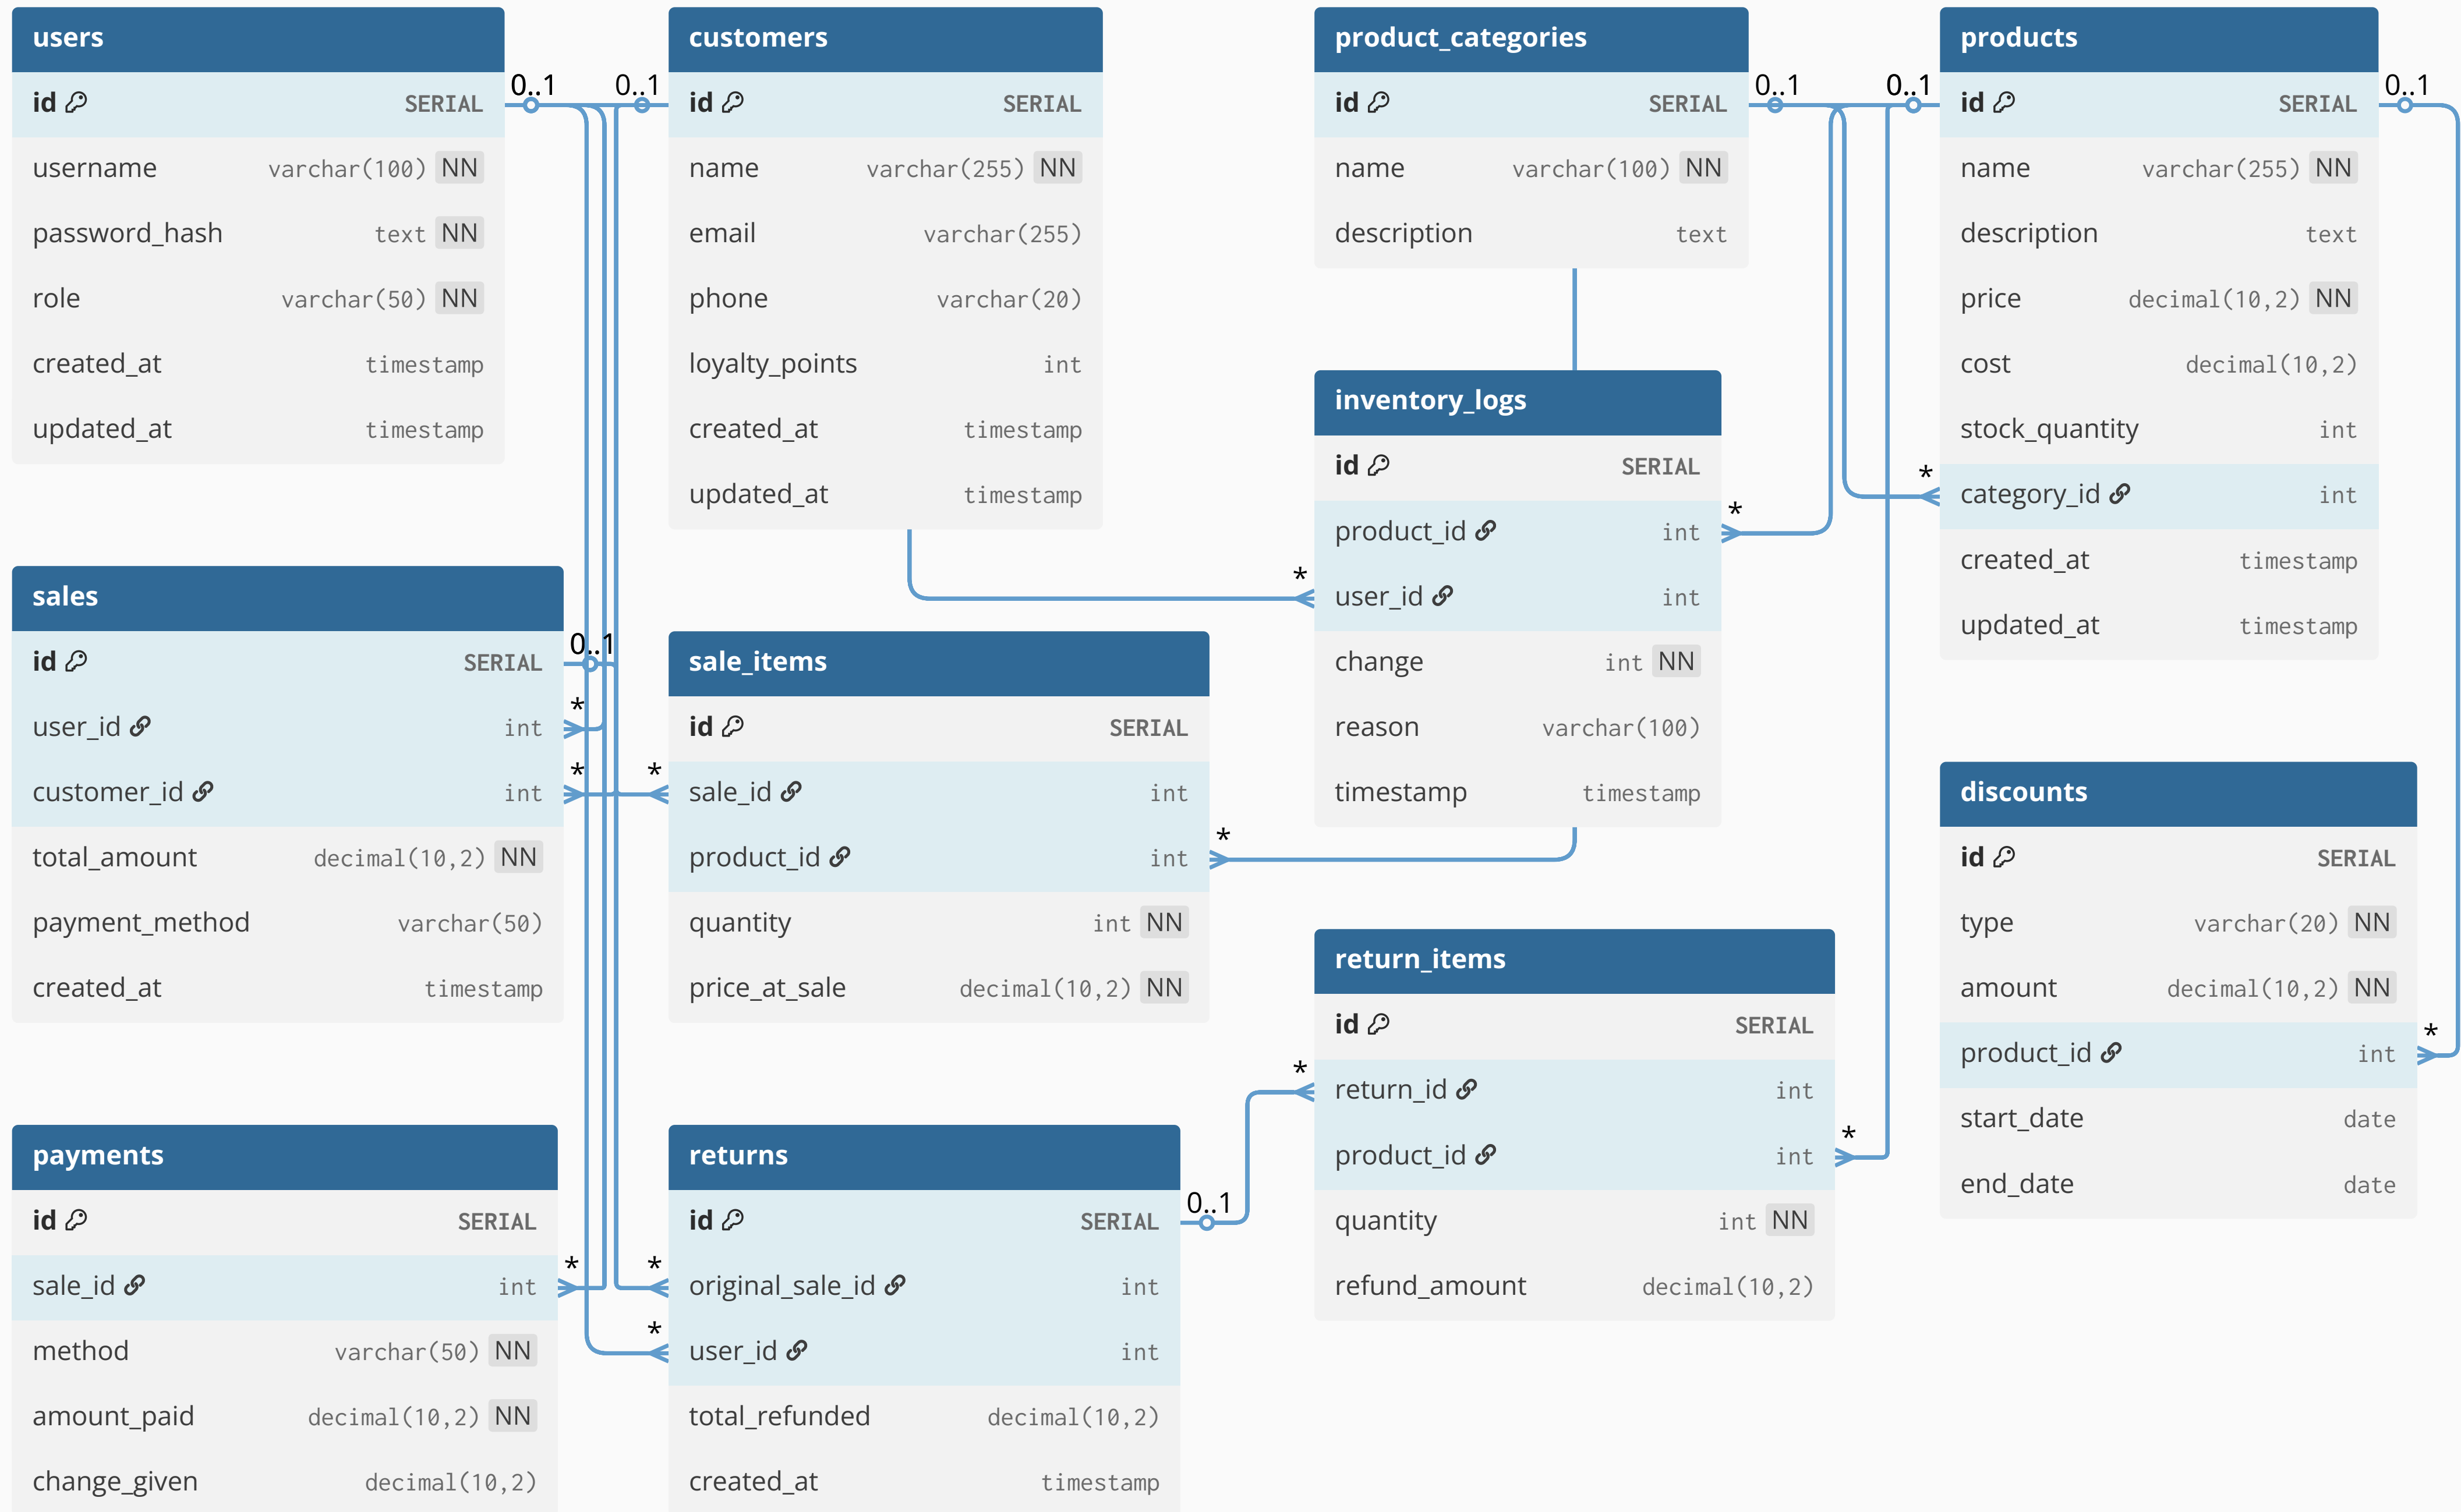 users
0..1
id SERIAL
username varchar(100) NN
password_hash text NN
role varchar(50) NN
created_at timestamp
updated_at timestamp
customers
0..1
id SERIAL
name varchar(255) NN
email varchar(255)
phone varchar(20)
loyalty_points int
created_at timestamp
updated_at timestamp
product_categories
0..1
id SERIAL
name varchar(100) NN
description text
products
0..1
0..1
id SERIAL
name varchar(255) NN
description text
price decimal(10,2) NN
cost decimal(10,2)
stock_quantity int
*
category_id int
created_at timestamp
updated_at timestamp
inventory_logs
id SERIAL
*
product_id int
*
user_id int
change int NN
reason varchar(100)
timestamp timestamp
sales
0..1
id SERIAL
*
user_id int
*
customer_id int
total_amount decimal(10,2) NN
payment_method varchar(50)
created_at timestamp
sale_items
id SERIAL
*
sale_id int
*
product_id int
quantity int NN
price_at_sale decimal(10,2) NN
discounts
id SERIAL
type varchar(20) NN
amount decimal(10,2) NN
*
product_id int
start_date date
end_date date
return_items
id SERIAL
*
return_id int
*
product_id int
quantity int NN
refund_amount decimal(10,2)
payments
id SERIAL
*
sale_id int
method varchar(50) NN
amount_paid decimal(10,2) NN
change_given decimal(10,2)
returns
0..1
id SERIAL
*
original_sale_id int
*
user_id int
total_refunded decimal(10,2)
created_at timestamp